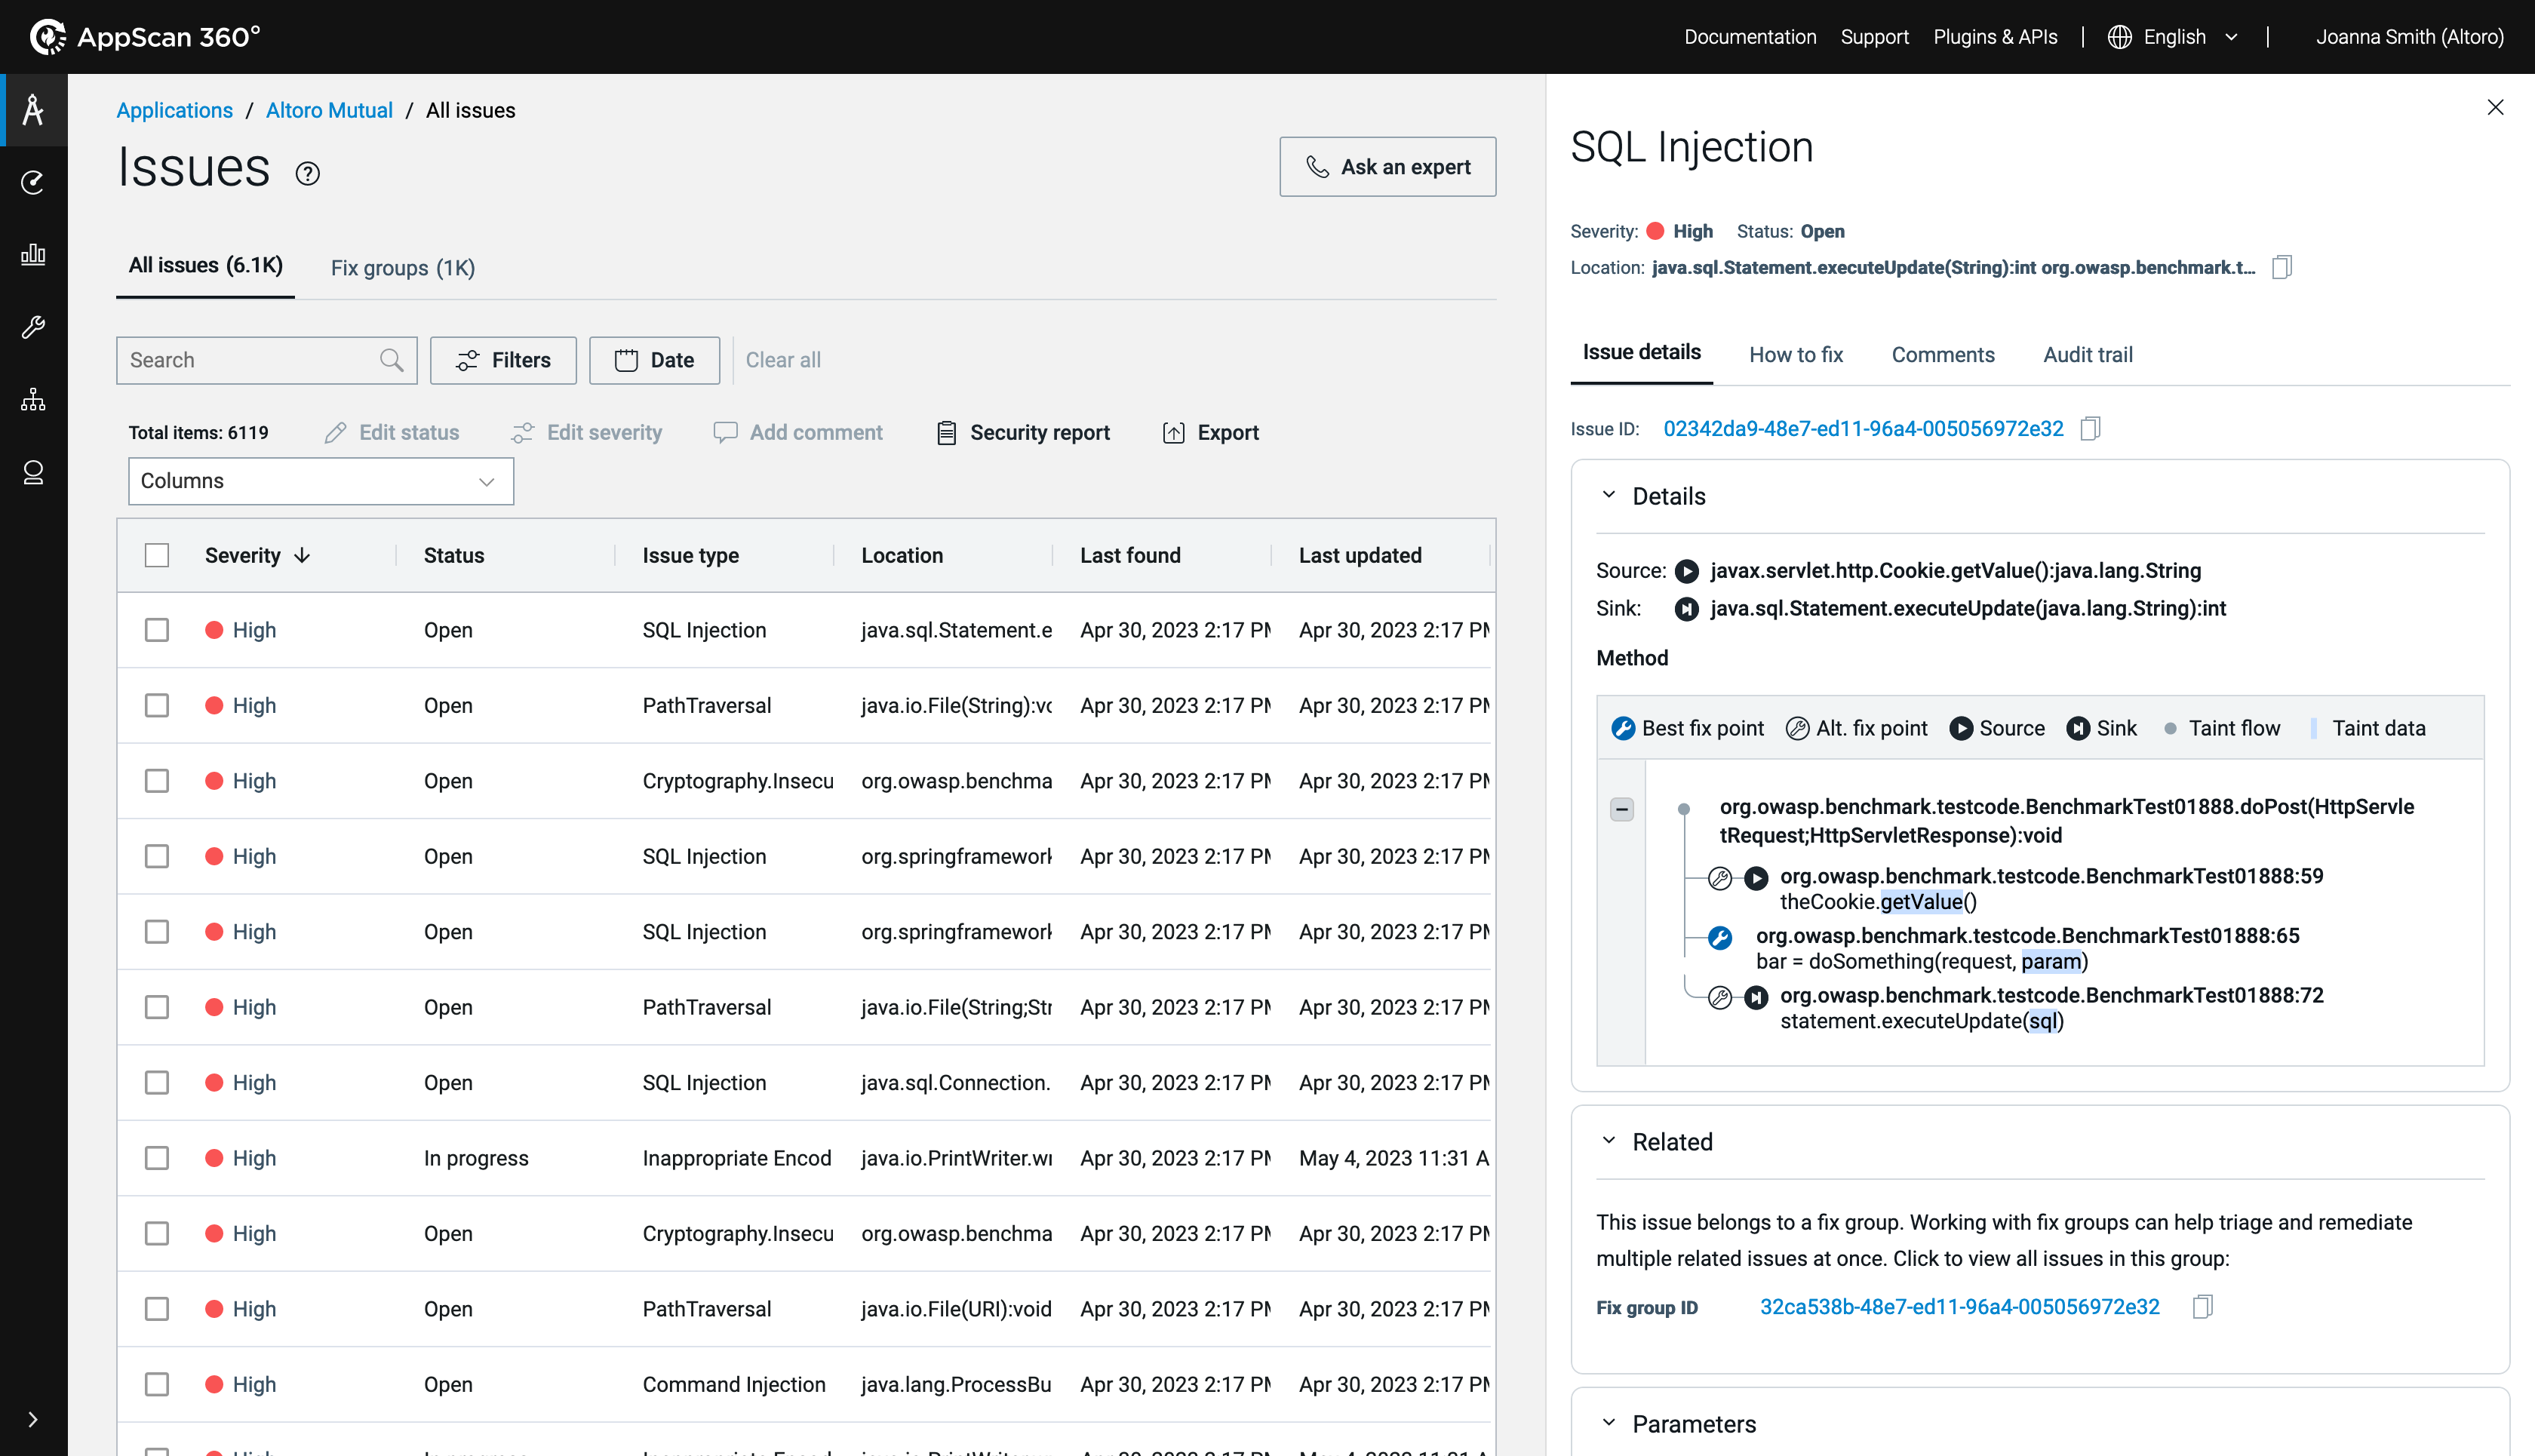 AppScan 360°
Documentation Support Plugins & APIs English Joanna Smith (Altoro)
Applications / Altoro Mutual / All issues
Issues ?
Ask an expert
All issues (6.1K) Fix groups (1K)
Search Filters Date Clear all
Total items: 6119 Edit status Edit severity Add comment Security report Export
Columns
Severity Status Issue type Location Last found Last updated
High Open SQL Injection java.sql.Statement.e Apr 30, 2023 2:17 PM Apr 30, 2023 2:17 PM
High Open PathTraversal java.io.File(String):vo Apr 30, 2023 2:17 PM Apr 30, 2023 2:17 PM
High Open Cryptography.Insecu org.owasp.benchma Apr 30, 2023 2:17 PM Apr 30, 2023 2:17 PM
High Open SQL Injection org.springframework Apr 30, 2023 2:17 PM Apr 30, 2023 2:17 PM
High Open SQL Injection org.springframework Apr 30, 2023 2:17 PM Apr 30, 2023 2:17 PM
High Open PathTraversal java.io.File(String;Str Apr 30, 2023 2:17 PM Apr 30, 2023 2:17 PM
High Open SQL Injection java.sql.Connection. Apr 30, 2023 2:17 PM Apr 30, 2023 2:17 PM
High In progress Inappropriate Encod java.io.PrintWriter.wr Apr 30, 2023 2:17 PM May 4, 2023 11:31 A
High Open Cryptography.Insecu org.owasp.benchma Apr 30, 2023 2:17 PM Apr 30, 2023 2:17 PM
High Open PathTraversal java.io.File(URI):void Apr 30, 2023 2:17 PM Apr 30, 2023 2:17 PM
High Open Command Injection java.lang.ProcessBu Apr 30, 2023 2:17 PM Apr 30, 2023 2:17 PM
SQL Injection
Severity: High Status: Open
Location: java.sql.Statement.executeUpdate(String):int org.owasp.benchmark.t...
Issue details How to fix Comments Audit trail
Issue ID: 02342da9-48e7-ed11-96a4-005056972e32
Details
Source: javax.servlet.http.Cookie.getValue():java.lang.String
Sink: java.sql.Statement.executeUpdate(java.lang.String):int
Method
Best fix point Alt. fix point Source Sink Taint flow Taint data
org.owasp.benchmark.testcode.BenchmarkTest01888.doPost(HttpServle
tRequest;HttpServletResponse):void
org.owasp.benchmark.testcode.BenchmarkTest01888:59
theCookie.getValue()
org.owasp.benchmark.testcode.BenchmarkTest01888:65
bar = doSomething(request, param)
org.owasp.benchmark.testcode.BenchmarkTest01888:72
statement.executeUpdate(sql)
Related
This issue belongs to a fix group. Working with fix groups can help triage and remediate
multiple related issues at once. Click to view all issues in this group:
Fix group ID 32ca538b-48e7-ed11-96a4-005056972e32
Parameters